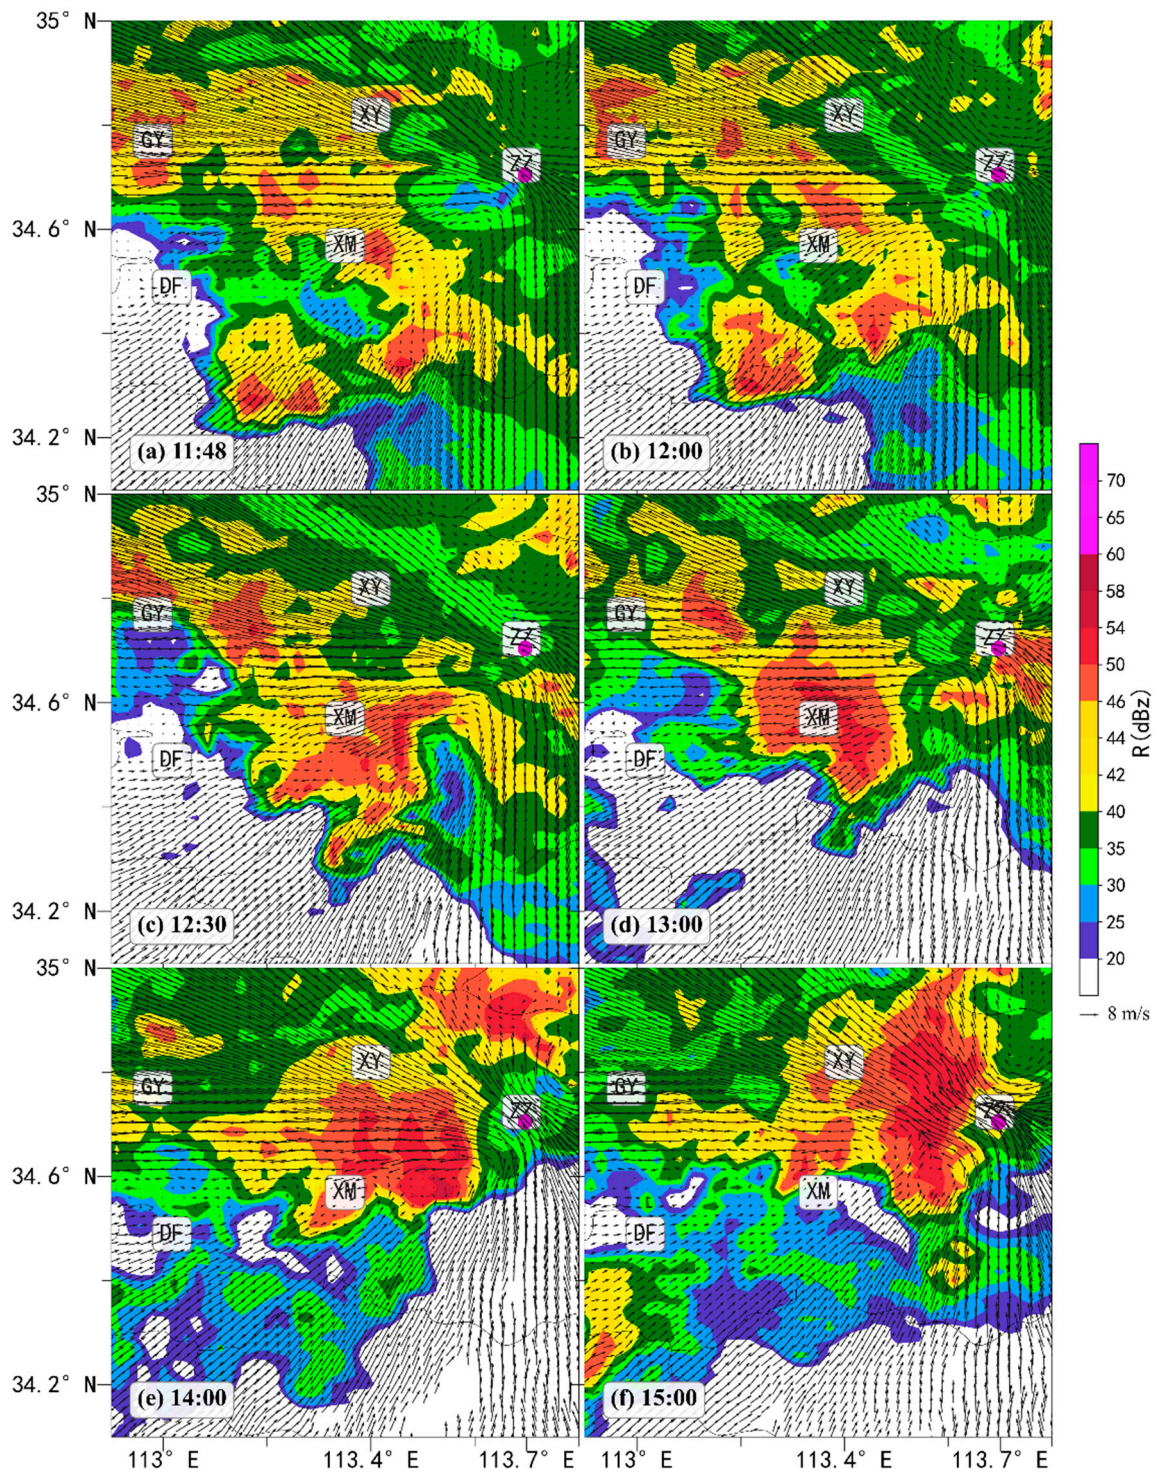 35° N
34.6° N
34.2° N
GY
XY
ZZ
XM
DF
(a) 11:48
GY
XY
ZZ
XM
DF
(b) 12:00
35° N
34.6° N
34.2° N
GY
XY
ZZ
XM
DF
(c) 12:30
GY
XY
ZZ
XM
DF
(d) 13:00
35° N
34.6° N
34.2° N
GY
XY
ZZ
XM
DF
(e) 14:00
GY
XY
ZZ
XM
DF
(f) 15:00
113° E
113.4° E
113.7° E
113° E
113.4° E
113.7° E
70
65
60
58
54
50
46
44
42
40
35
30
25
20
R(dBz)
8 m/s